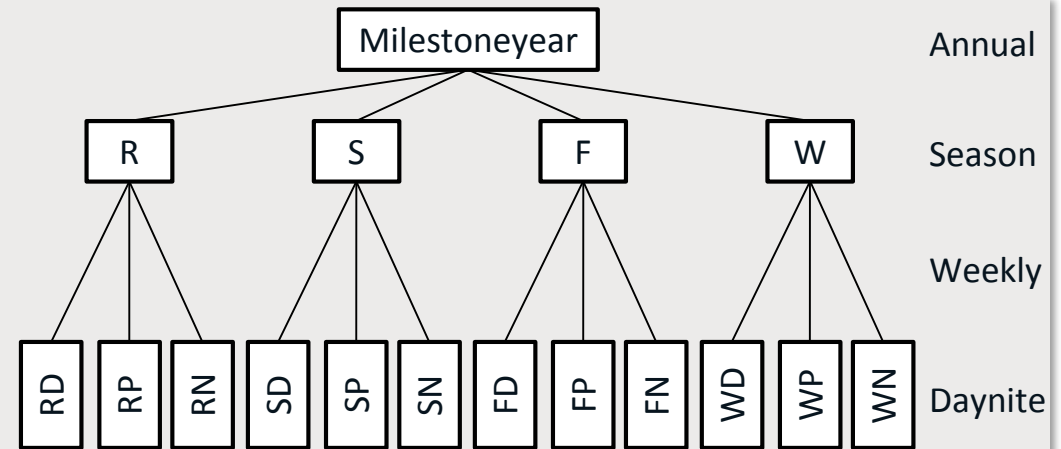 Milestoneyear
Annual
R
S
F
W
Season
Weekly
RD
RP
RN
SD
SP
SN
FD
FP
FN
WD
WP
WN
Daynite